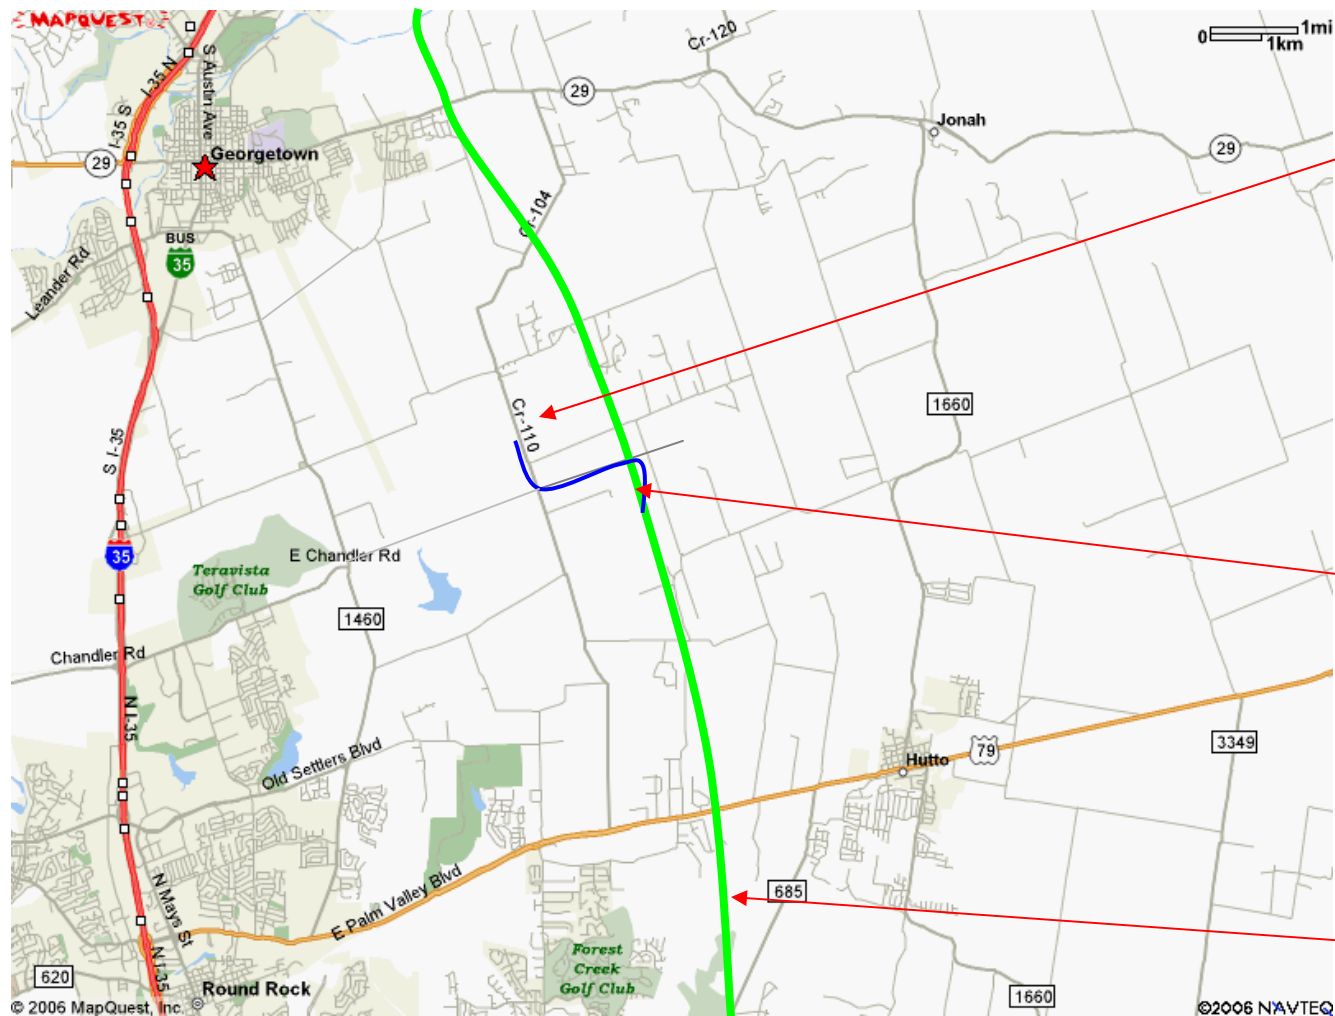 MAPQUEST
Cr-120
0 1mi
1km
I-35 N
S Austin Ave
29
I-35 S
Jonah
29
Georgetown
29
Cr-104
BUS
35
Leander Rd
1660
Cr-110
S I-35
35
E Chandler Rd
Teravista
Golf Club
1460
Chandler Rd
N I-35
Old Settlers Blvd
79
3349
Hutto
685
E Palm Valley Blvd
N Mays St
Forest
Creek
Golf Club
N I-35
620
Round Rock
1660
© 2006 MapQuest, Inc.
©2006 NAVTEQ